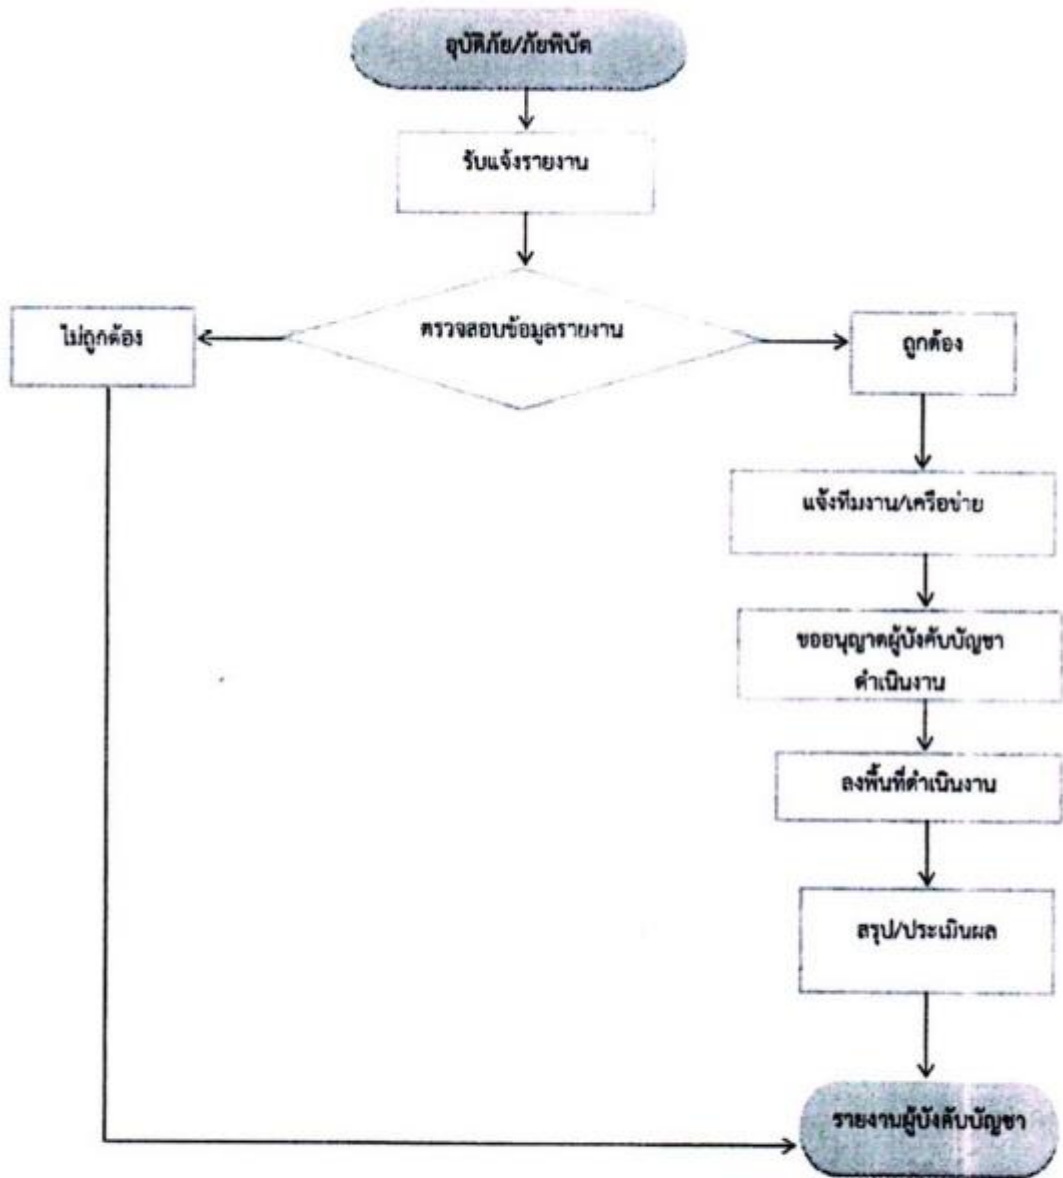 อุบัติภัย/ภัยพิบัต
รับแจ้งรายงาน
ตรวจสอบข้อมูลรายงาน
ไม่ถูกต้อง
ถูกต้อง
แจ้งทีมงาน/เครือข่าย
ขออนุญาตผู้บังคับบัญชา
ดำเนินงาน
ลงพื้นที่ดำเนินงาน
สรุป/ประเมินผล
รายงานผู้บังคับบัญชา